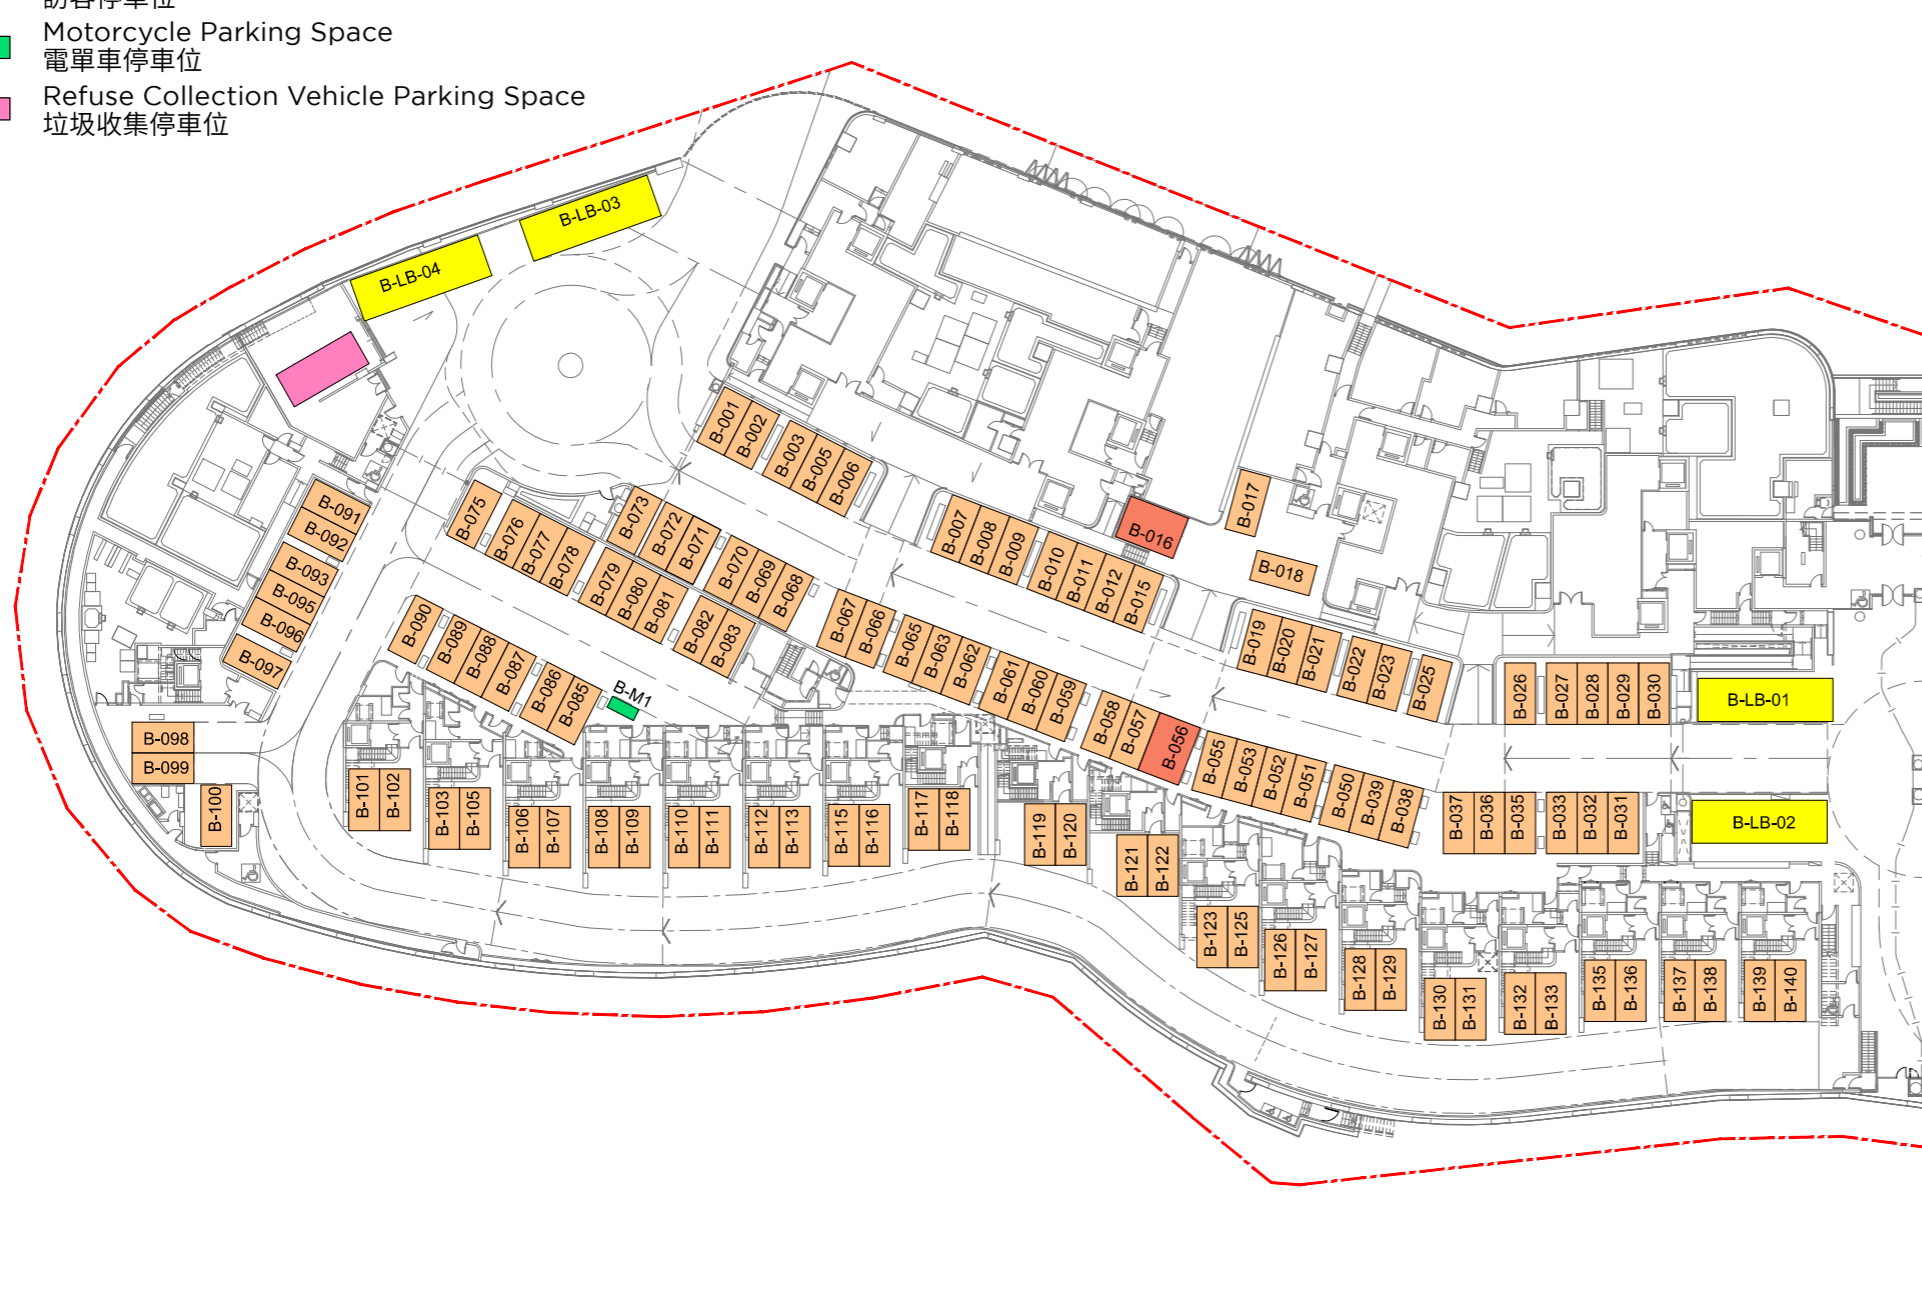 訪客停車位
Motorcycle Parking Space
電單車停車位
Refuse Collection Vehicle Parking Space
垃圾收集停車位
B-LB-03
B-LB-04
B-001
B-002
B-003
B-005
B-006
B-007
B-008
B-009
B-010
B-011
B-012
B-015
B-016
B-017
B-018
B-019
B-020
B-021
B-022
B-023
B-025
B-026
B-027
B-028
B-029
B-030
B-LB-01
B-075
B-076
B-077
B-078
B-079
B-080
B-081
B-082
B-083
B-073
B-072
B-071
B-070
B-069
B-068
B-067
B-066
B-065
B-063
B-062
B-061
B-060
B-059
B-058
B-057
B-056
B-055
B-053
B-052
B-051
B-050
B-039
B-038
B-037
B-036
B-035
B-033
B-032
B-031
B-LB-02
B-091
B-092
B-093
B-095
B-096
B-097
B-098
B-099
B-100
B-090
B-089
B-088
B-087
B-086
B-085
B-M1
B-101
B-102
B-103
B-105
B-106
B-107
B-108
B-109
B-110
B-111
B-112
B-113
B-115
B-116
B-117
B-118
B-119
B-120
B-121
B-122
B-123
B-125
B-126
B-127
B-128
B-129
B-130
B-131
B-132
B-133
B-135
B-136
B-137
B-138
B-139
B-140